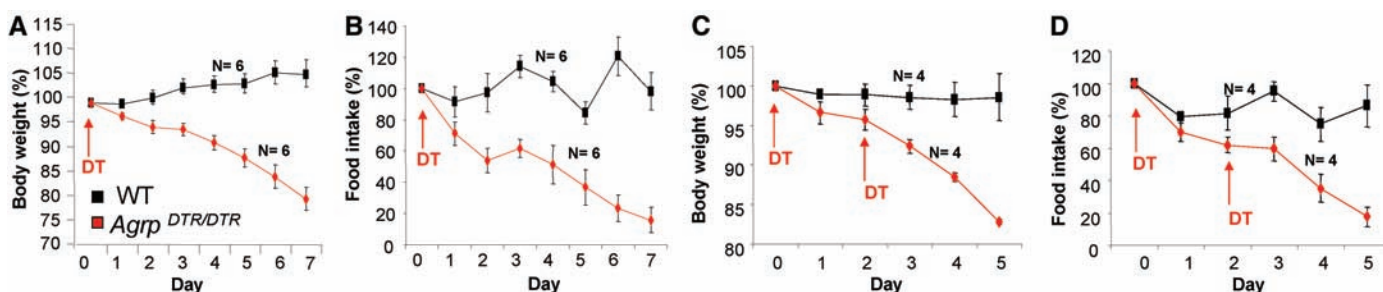 A
Body weight (%)
115
110
105
100
95
90
85
80
75
70
N= 6
N= 6
DT
WT
Agrp DTR/DTR
0 1 2 3 4 5 6 7
Day
B
Food intake (%)
140
120
100
80
60
40
20
0
N= 6
N= 6
DT
0 1 2 3 4 5 6 7
Day
C
Body weight (%)
105
100
95
90
85
80
N= 4
N= 4
DT
DT
0 1 2 3 4 5
Day
D
Food intake (%)
120
100
80
60
40
20
0
N= 4
N= 4
DT
DT
0 1 2 3 4 5
Day